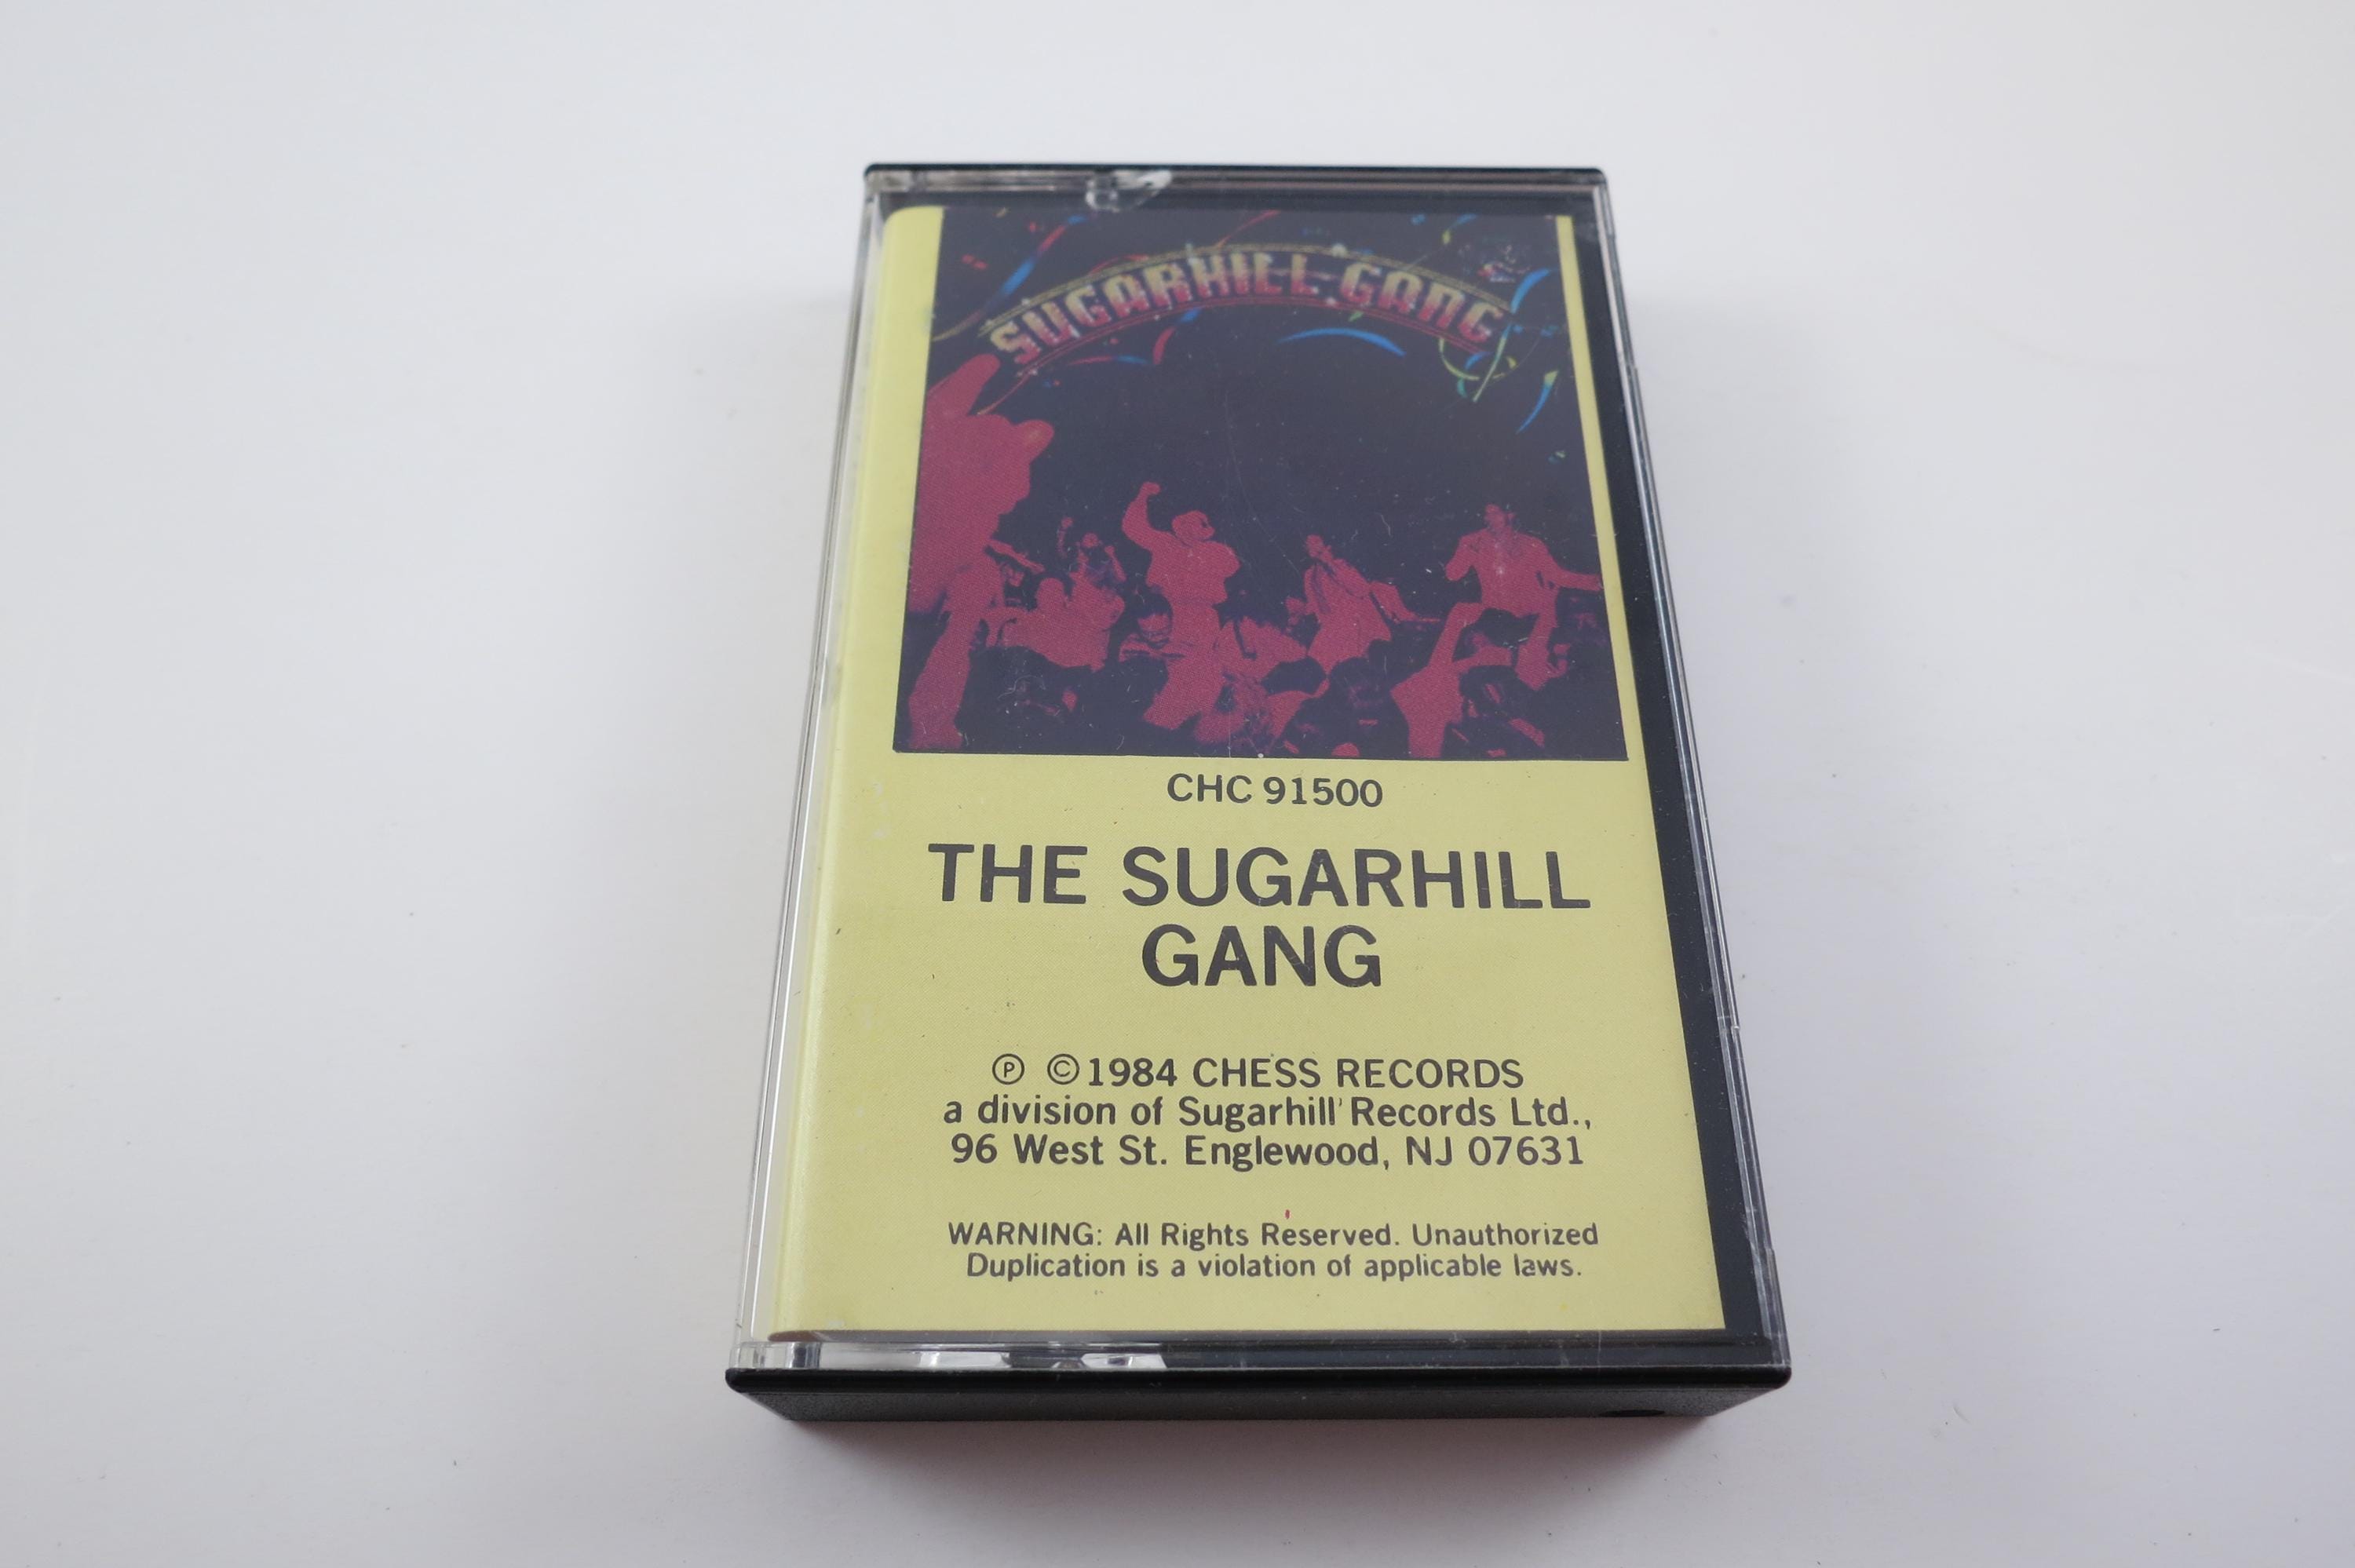 SUGARHILL GANG
CHC 91500
THE SUGARHILL
GANG
Ⓟ ©1984 CHESS RECORDS
a division of Sugarhill Records Ltd.,
96 West St. Englewood, NJ 07631
WARNING: All Rights Reserved. Unauthorized
Duplication is a violation of applicable laws.